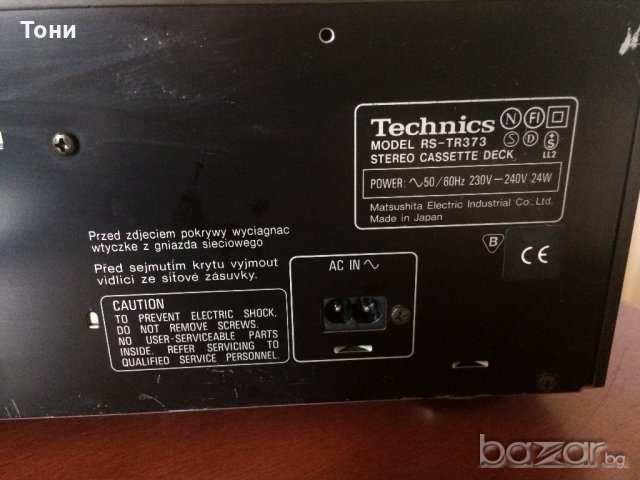 Тони
Technics N FI
MODEL RS-TR373 S D S
STEREO CASSETTE DECK LL2
POWER: ∿50/60Hz 230V—240V 24W
Matsushita Electric Industrial Co., Ltd.
Made in Japan
Przed zdjeciem pokrywy wyciagnac
wtyczke z gniazda sieciowego
Před sejmutím krytu vyjmout
vidlici ze síťové zásuvky.
B
CE
AC IN ∿
CAUTION
TO PREVENT ELECTRIC SHOCK,
DO NOT REMOVE SCREWS.
NO USER-SERVICEABLE PARTS
INSIDE. REFER SERVICING TO
QUALIFIED SERVICE PERSONNEL.
bazar.bg